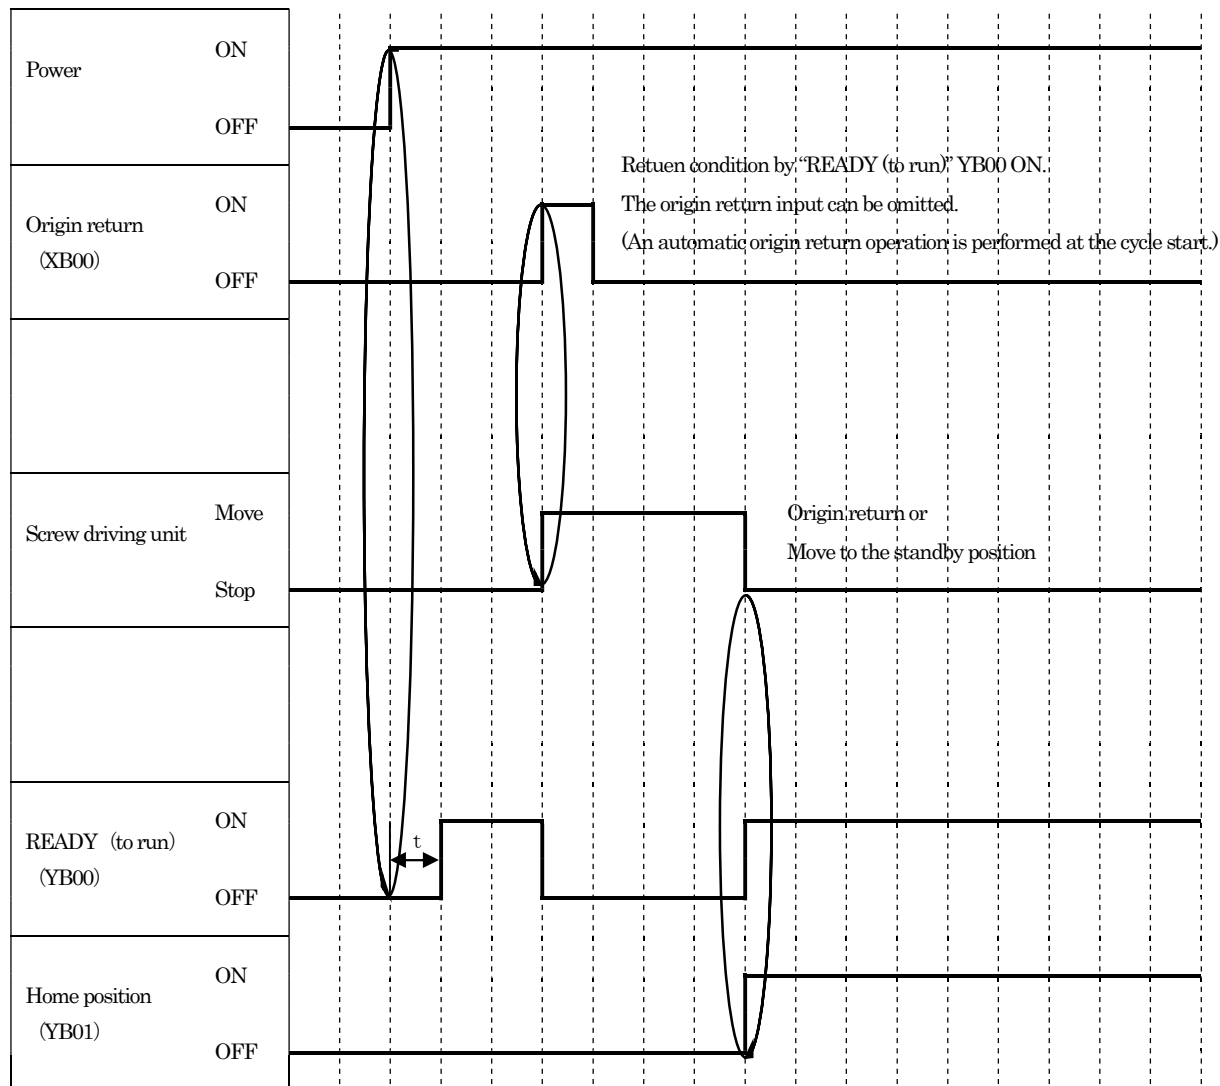 ON
Power
OFF
Retuen condition by “READY (to run)” YB00 ON.
ON
The origin return input can be omitted.
Origin return
(XB00)
(An automatic origin return operation is performed at the cycle start.)
OFF
Move
Origin return or
Screw driving unit
Move to the standby position
Stop
ON
READY (to run)
t
(YB00)
OFF
ON
Home position
(YB01)
OFF